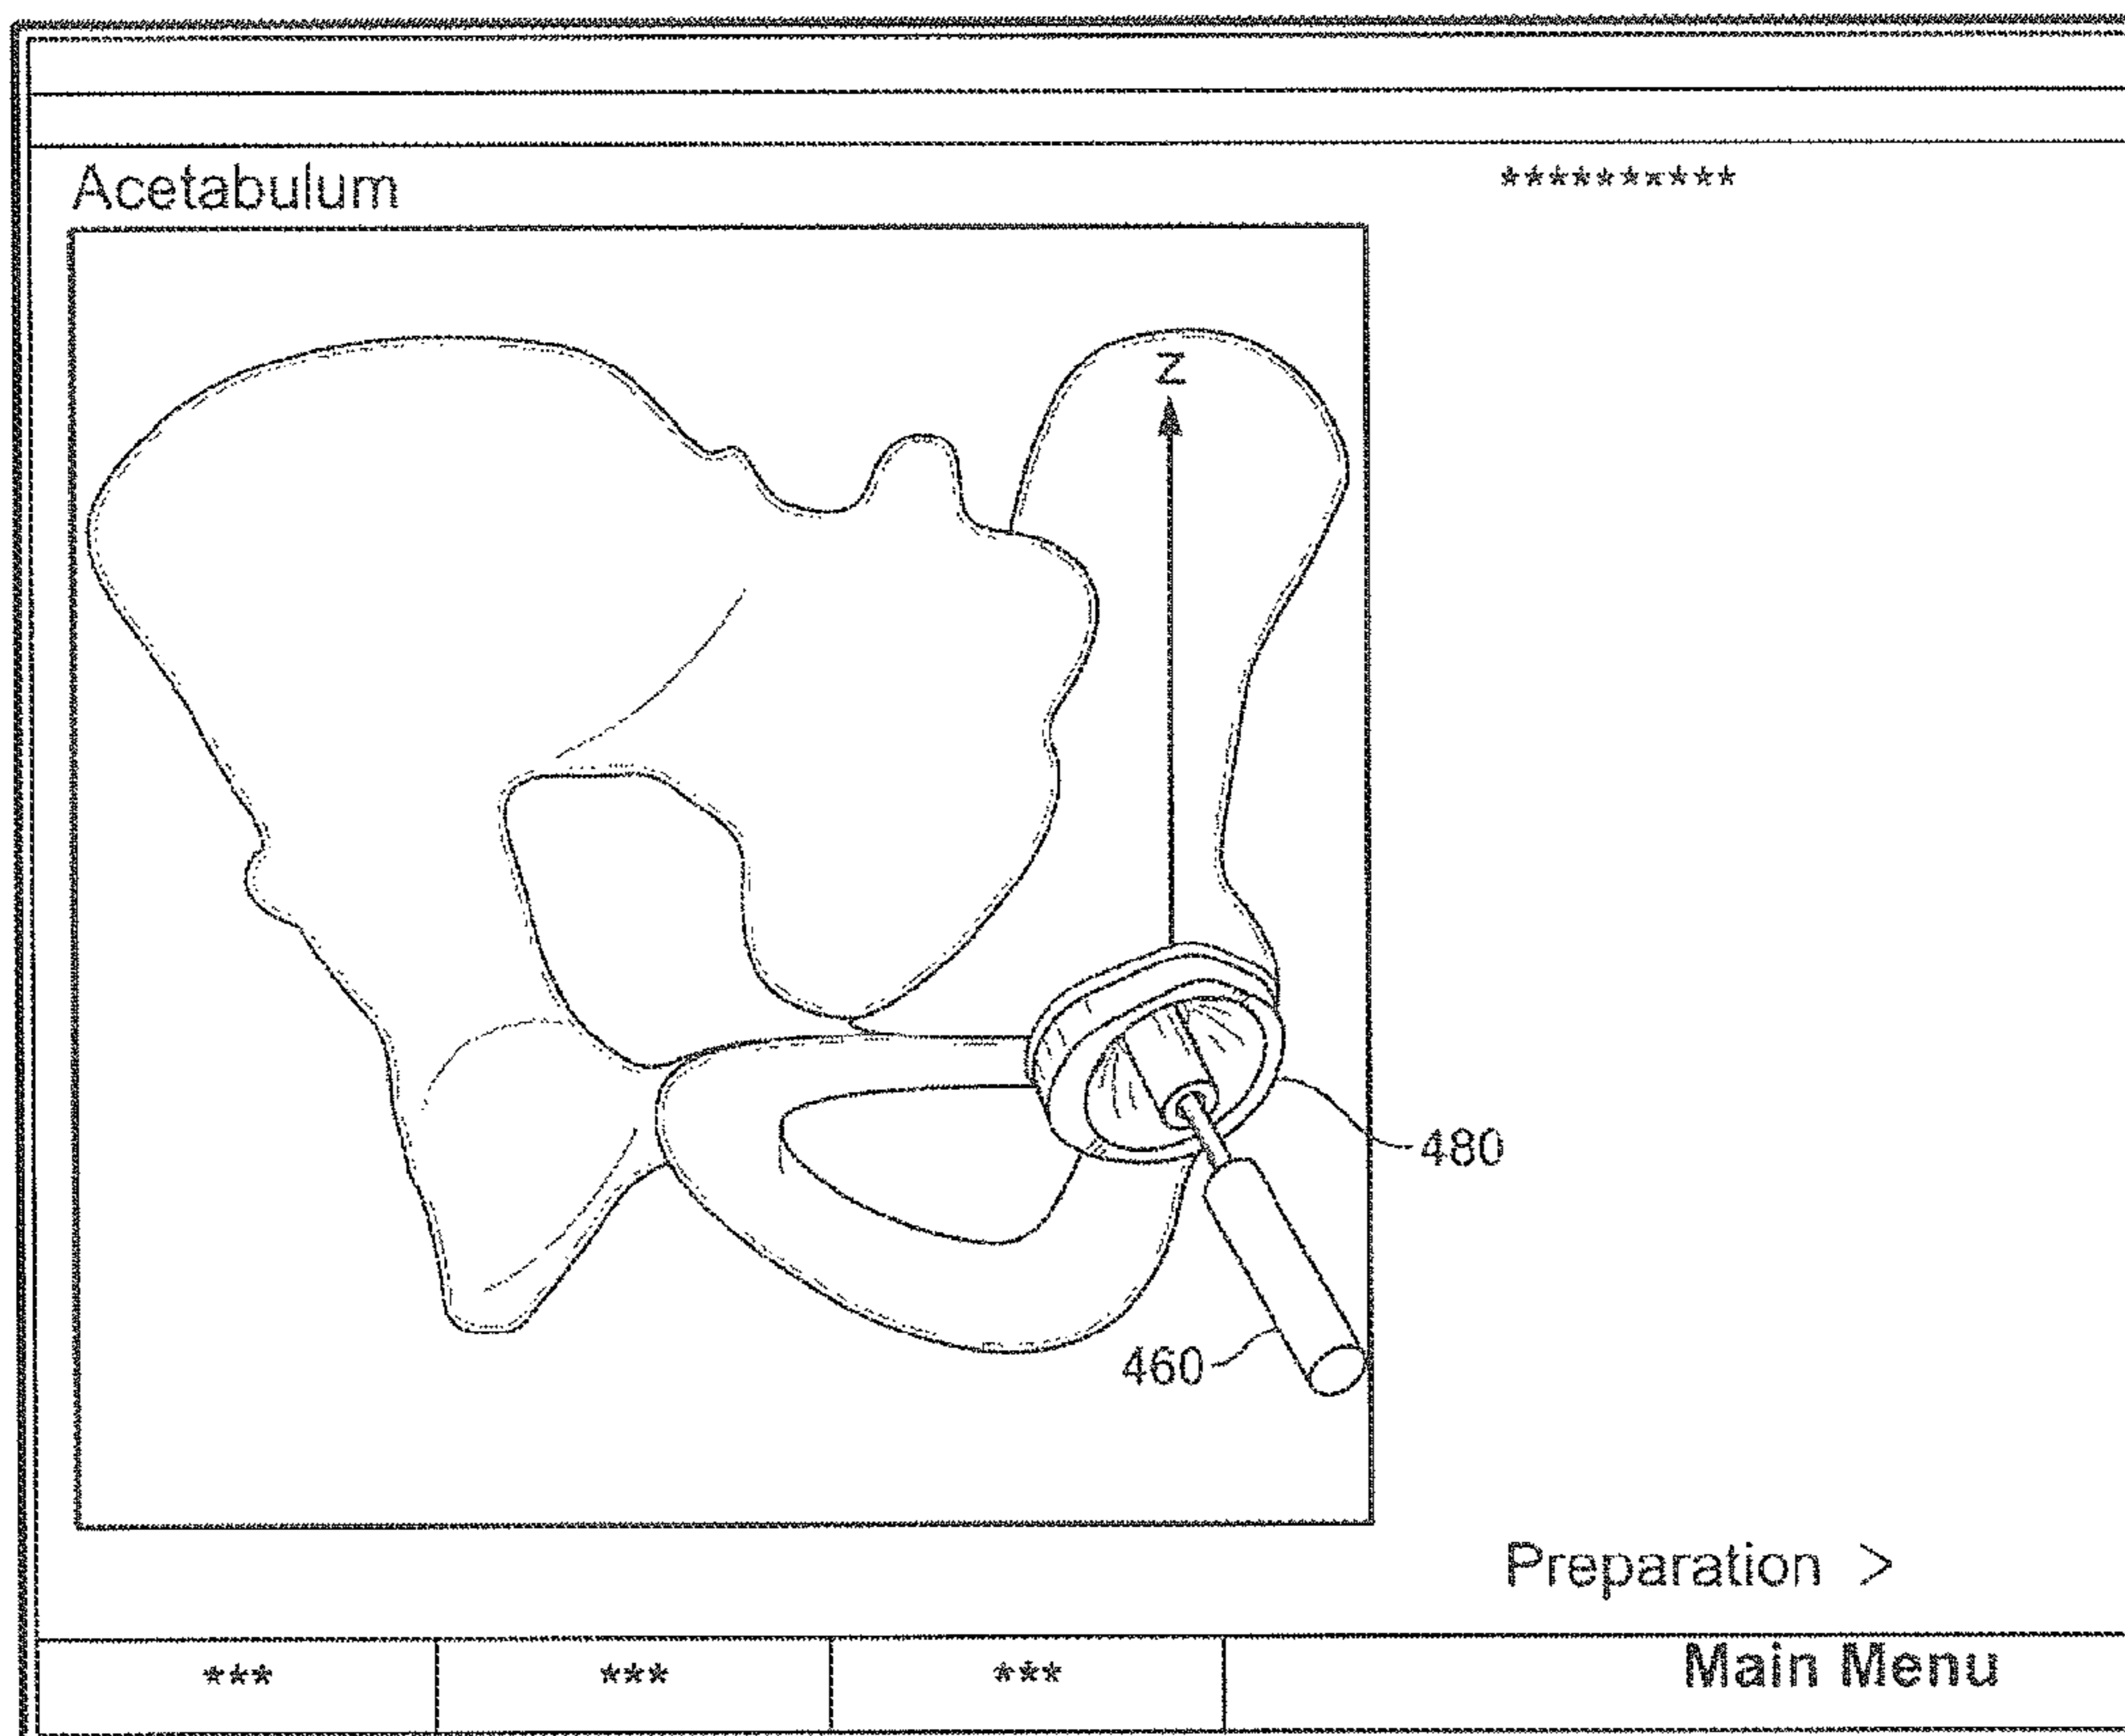 Acetabulum
**********
Z
480
460
Preparation >
*** *** *** Main Menu